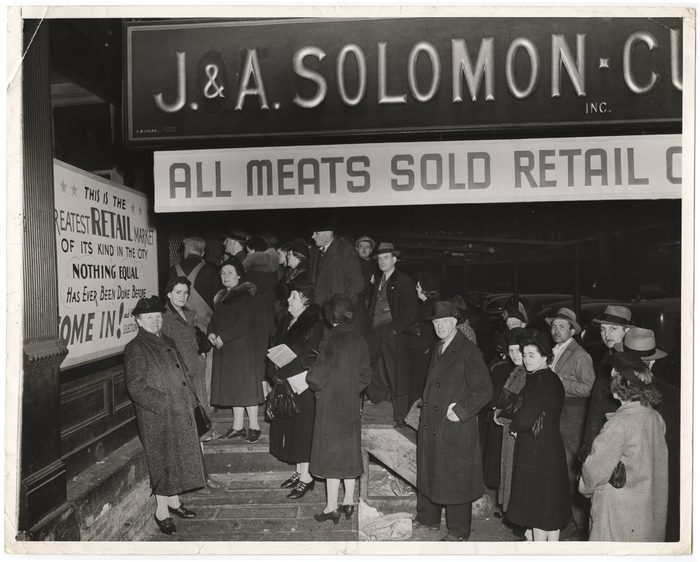 J. & A. SOLOMON · CU
INC.
ALL MEATS SOLD RETAIL
THIS IS THE
REATEST RETAIL MARKET
OF ITS KIND IN THE CITY
NOTHING EQUAL
HAS EVER BEEN DONE BEFORE
OME IN!